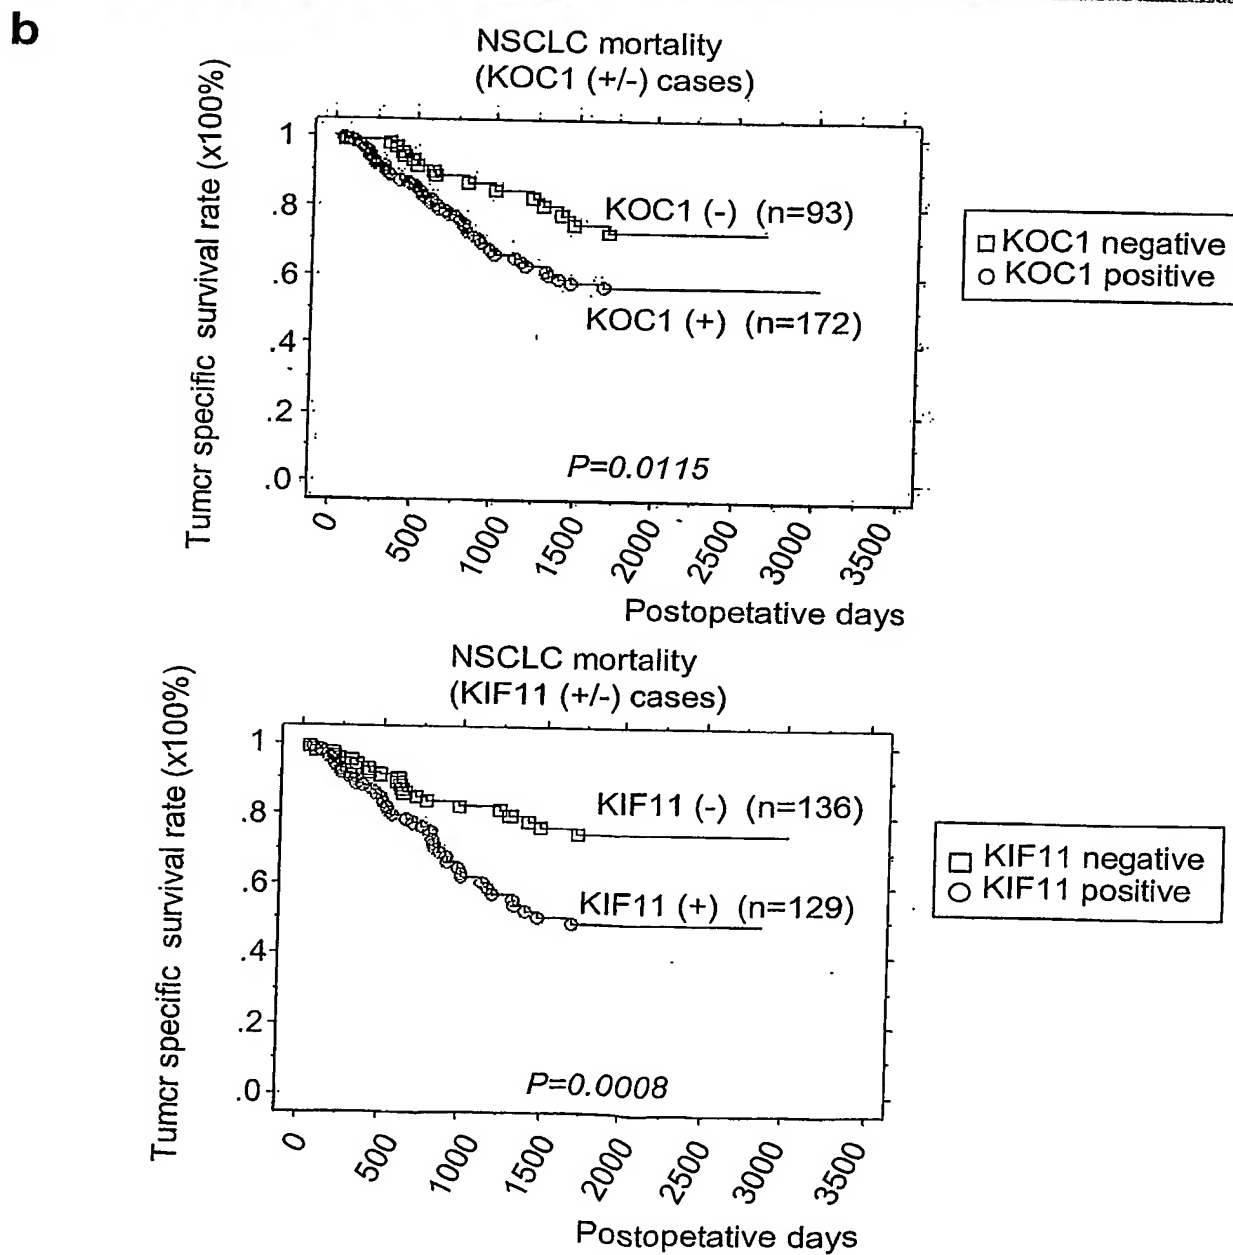 b
NSCLC mortality
(KOC1 (+/-) cases)
Tumcr specific survival rate (x100%)
1
.8
.6
.4
.2
.0
KOC1 (-) (n=93)
KOC1 (+) (n=172)
P=0.0115
0 500 1000 1500 2000 2500 3000 3500
Postopetative days
KOC1 negative
KOC1 positive
NSCLC mortality
(KIF11 (+/-) cases)
Tumcr specific survival rate (x100%)
1
.8
.6
.4
.2
.0
KIF11 (-) (n=136)
KIF11 (+) (n=129)
P=0.0008
0 500 1000 1500 2000 2500 3000 3500
Postopetative days
KIF11 negative
KIF11 positive